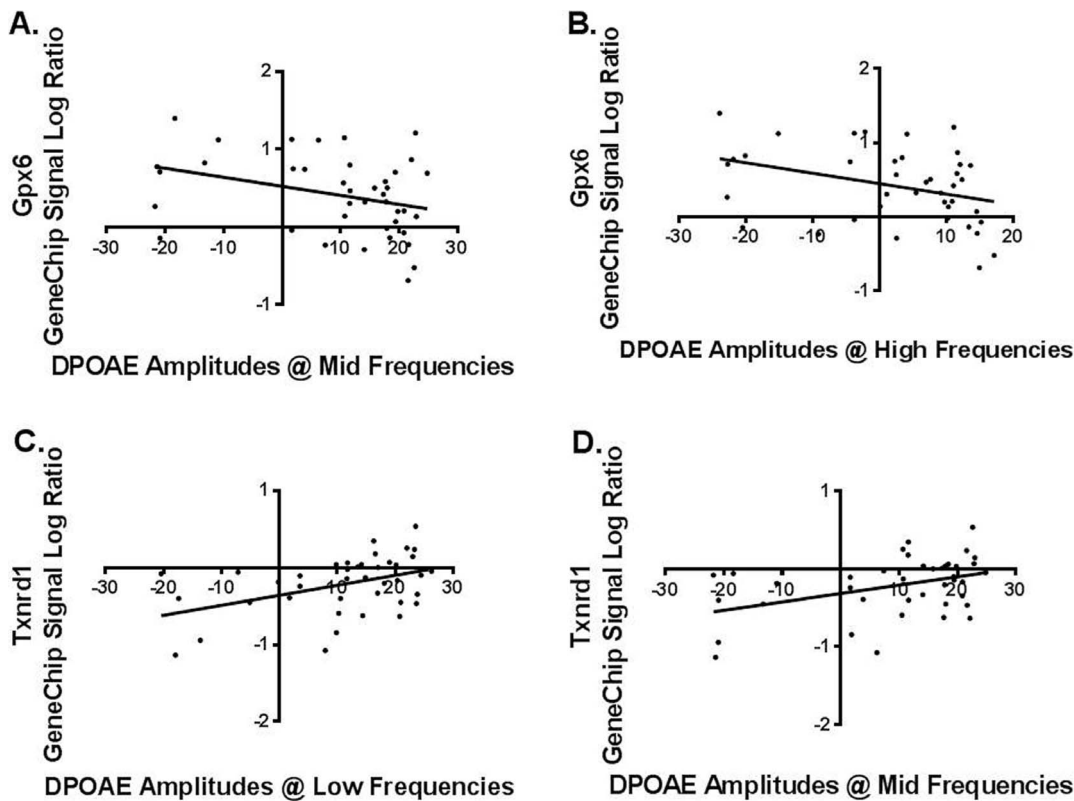 A.
Gpx6
GeneChip Signal Log Ratio
2
1
-1
-30
-20
-10
10
20
30
DPOAE Amplitudes @ Mid Frequencies
B.
Gpx6
GeneChip Signal Log Ratio
2
1
-1
-30
-20
-10
0
10
20
DPOAE Amplitudes @ High Frequencies
C.
Txnrd1
GeneChip Signal Log Ratio
1
-1
-2
-30
-20
-10
0
10
20
30
DPOAE Amplitudes @ Low Frequencies
D.
Txnrd1
GeneChip Signal Log Ratio
1
-1
-2
-30
-20
-10
0
10
20
30
DPOAE Amplitudes @ Mid Frequencies